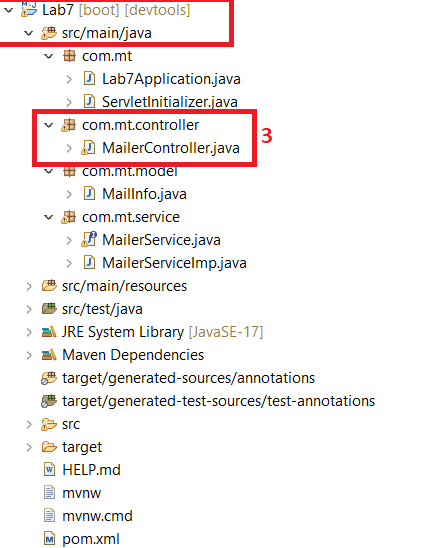 Lab7 [boot] [devtools]
src/main/java
com.mt
Lab7Application.java
ServletInitializer.java
com.mt.controller
MailerController.java
3
com.mt.model
MailInfo.java
com.mt.service
MailerService.java
MailerServiceImp.java
src/main/resources
src/test/java
JRE System Library [JavaSE-17]
Maven Dependencies
target/generated-sources/annotations
target/generated-test-sources/test-annotations
src
target
HELP.md
mvnw
mvnw.cmd
pom.xml